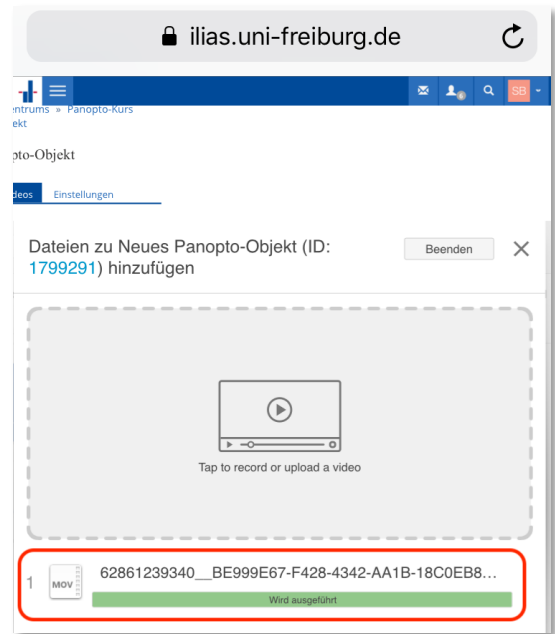 ilias.uni-freiburg.de
SB
entrums » Panopto-Kurs
ekt
pto-Objekt
deos Einstellungen
Dateien zu Neues Panopto-Objekt (ID:
1799291) hinzufügen
Beenden
Tap to record or upload a video
1 MOV 62861239340__BE999E67-F428-4342-AA1B-18C0EB8...
Wird ausgeführt